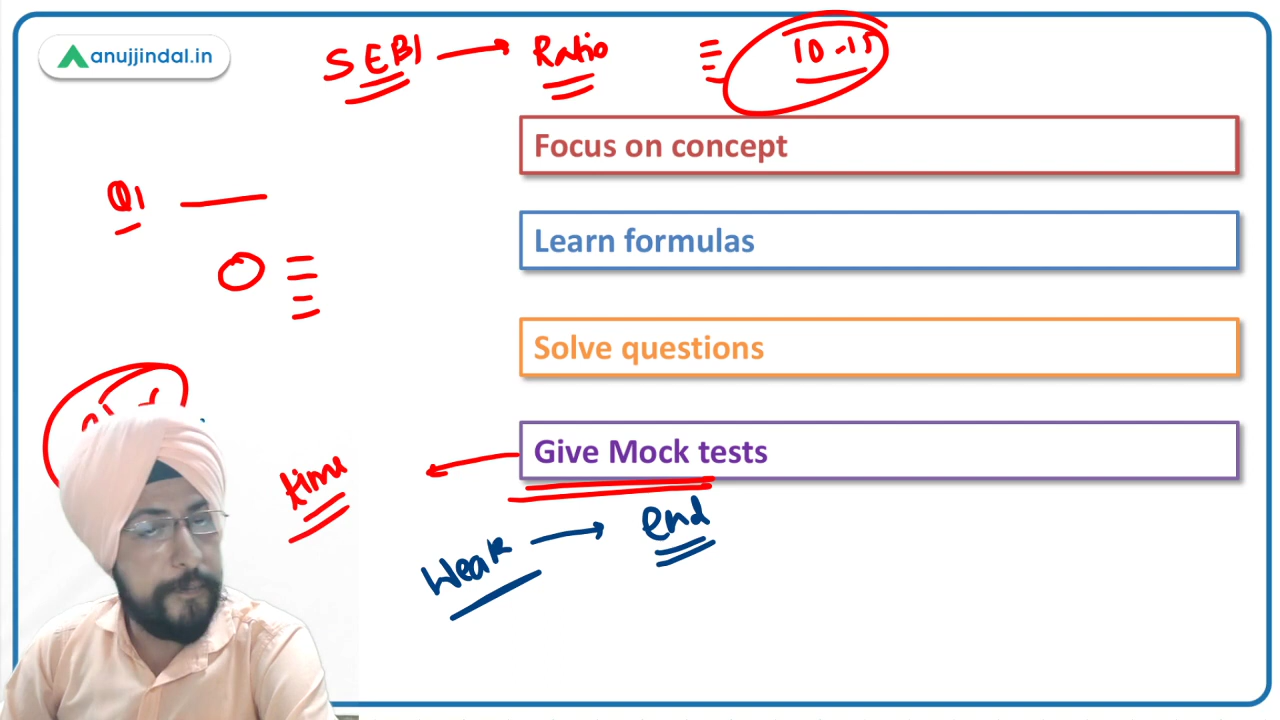 anujjindal.in
SEBI Ratio 10-15
Focus on concept
Q1
Learn formulas
Solve questions
Give Mock tests
time
Weak end